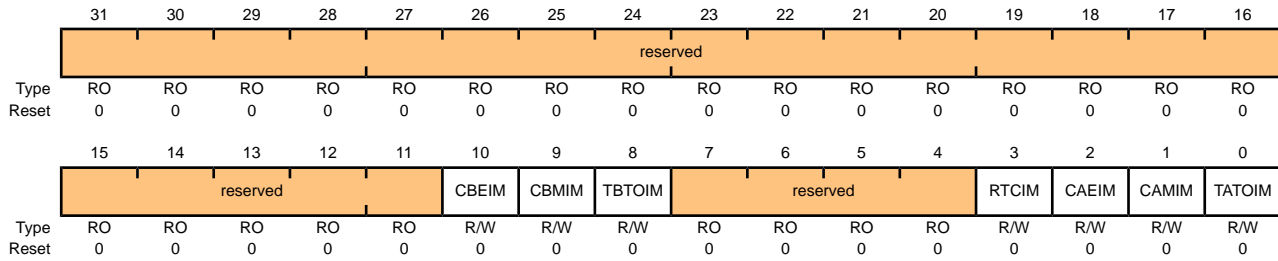 31 30 29 28 27 26 25 24 23 22 21 20 19 18 17 16
reserved
Type RO RO RO RO RO RO RO RO RO RO RO RO RO RO RO RO
Reset 0 0 0 0 0 0 0 0 0 0 0 0 0 0 0 0
15 14 13 12 11 10 9 8 7 6 5 4 3 2 1 0
reserved CBEIM CBMIM TBTOIM reserved RTCIM CAEIM CAMIM TATOIM
Type RO RO RO RO RO R/W R/W R/W RO RO RO RO R/W R/W R/W R/W
Reset 0 0 0 0 0 0 0 0 0 0 0 0 0 0 0 0